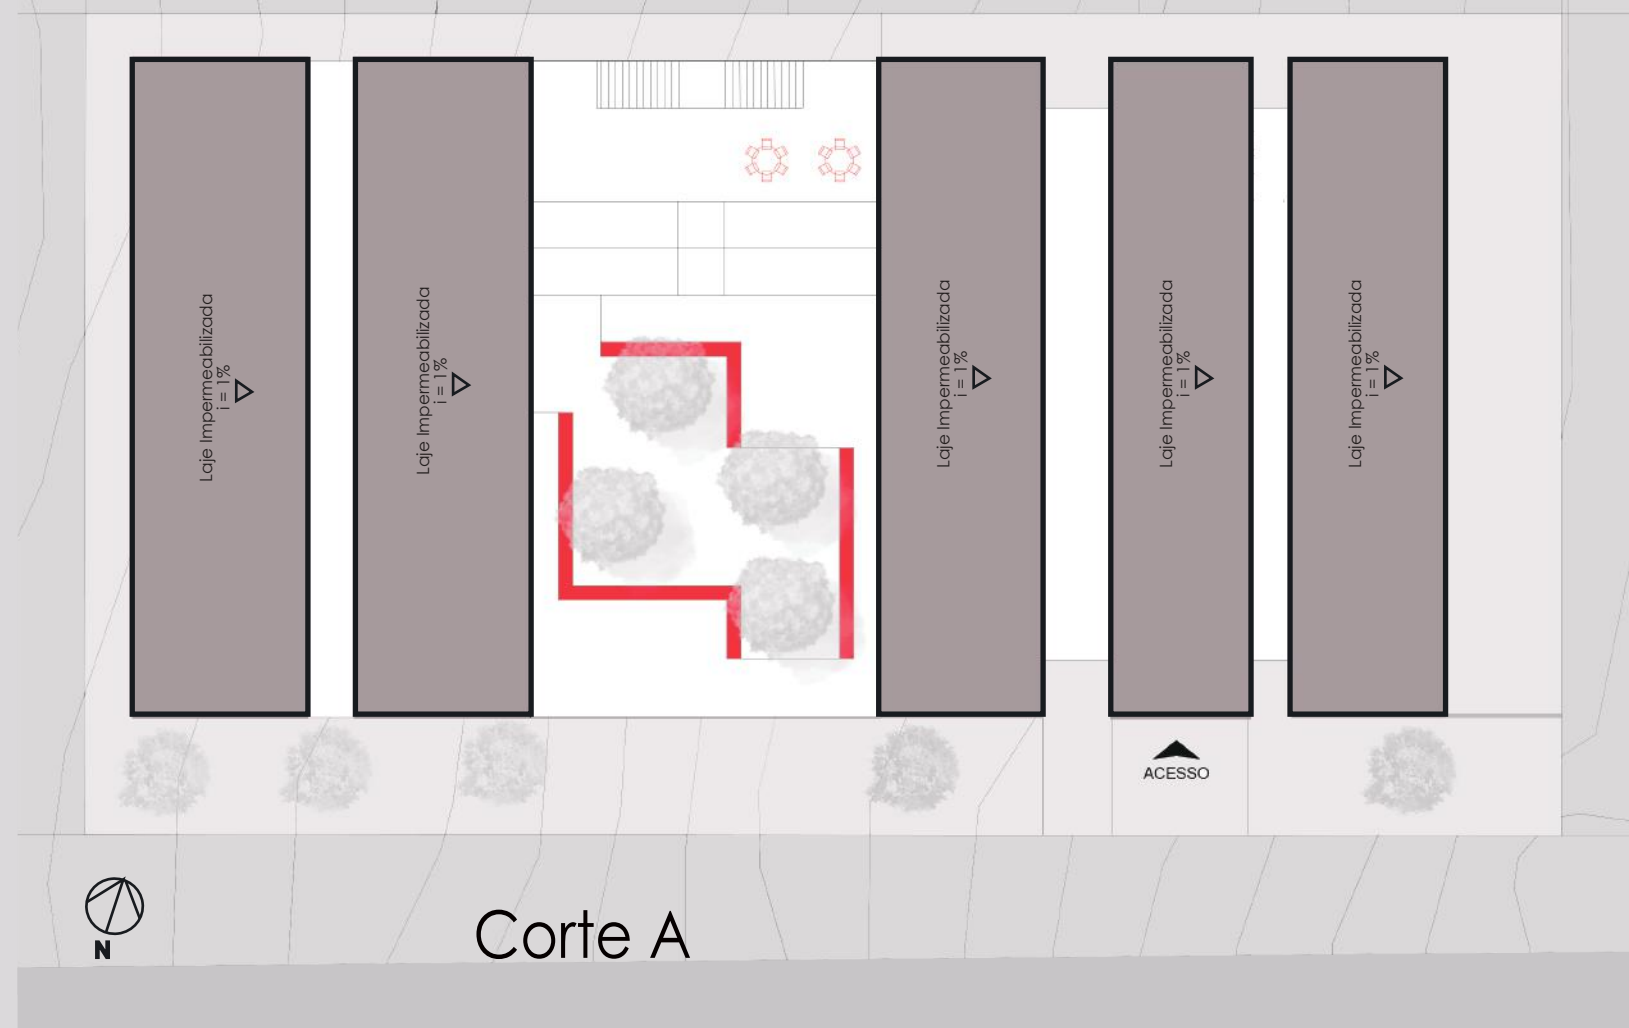 Laje Impermeabilizada
i = 1%
Laje Impermeabilizada
i = 1%
Laje Impermeabilizada
i = 1%
Laje Impermeabilizada
i = 1%
Laje Impermeabilizada
i = 1%
ACESSO
N
Corte A